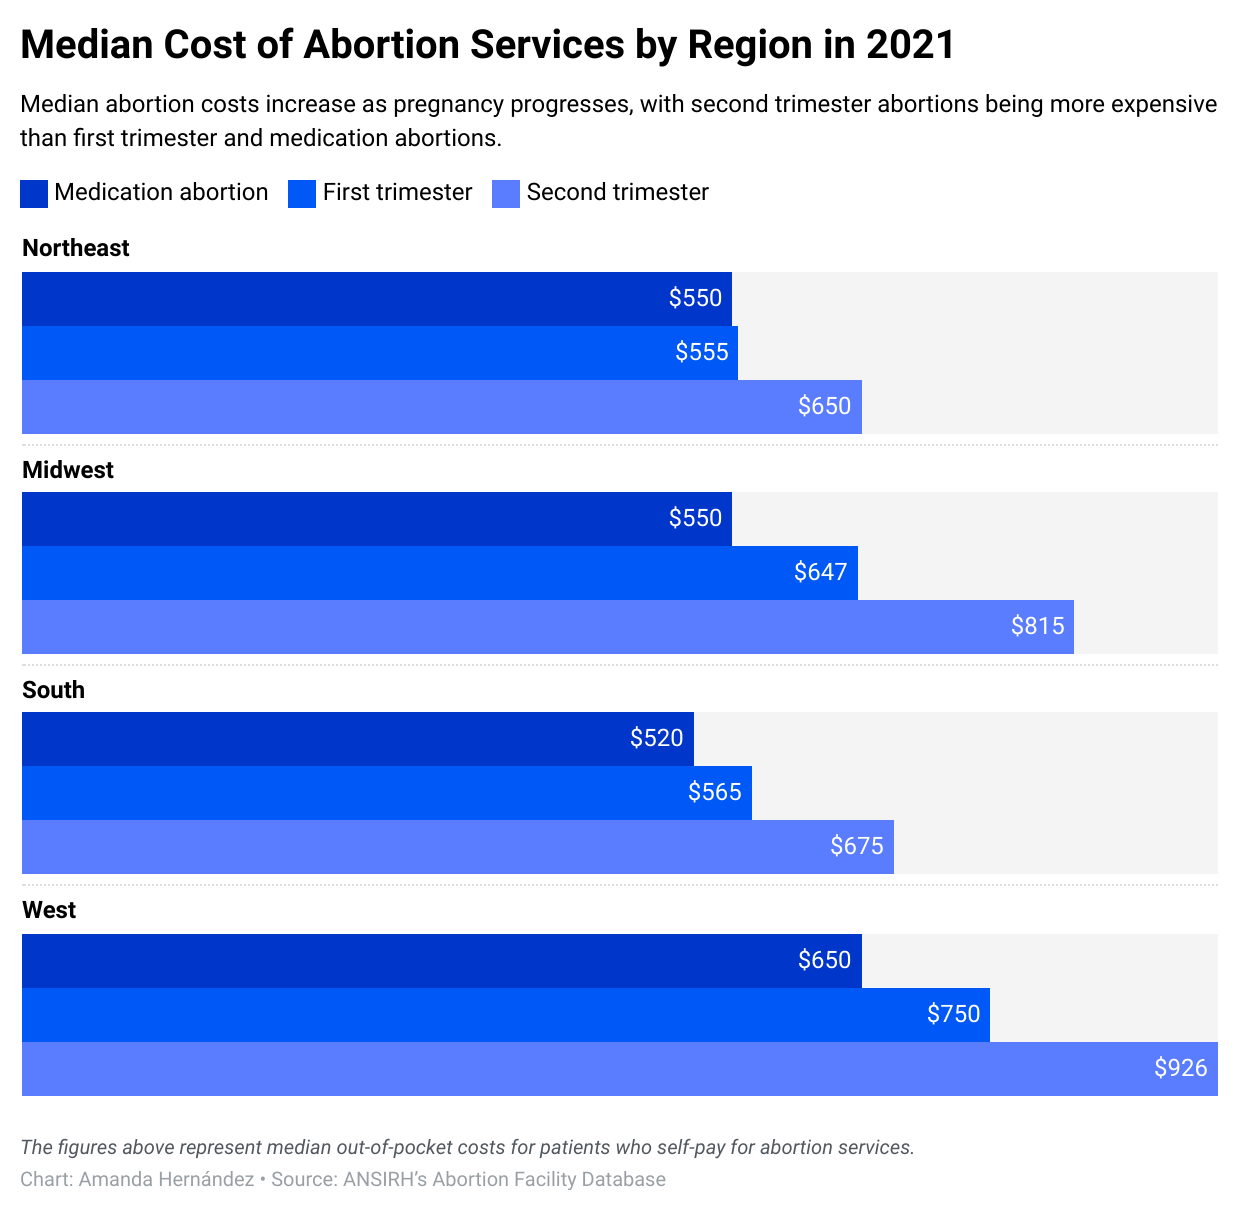 Median Cost of Abortion Services by Region in 2021
Median abortion costs increase as pregnancy progresses, with second trimester abortions being more expensive
than first trimester and medication abortions.
Medication abortion First trimester Second trimester
Northeast
$550
$555
$650
Midwest
$550
$647
$815
South
$520
$565
$675
West
$650
$750
$926
The figures above represent median out-of-pocket costs for patients who self-pay for abortion services.
Chart: Amanda Hernández • Source: ANSIRH’s Abortion Facility Database